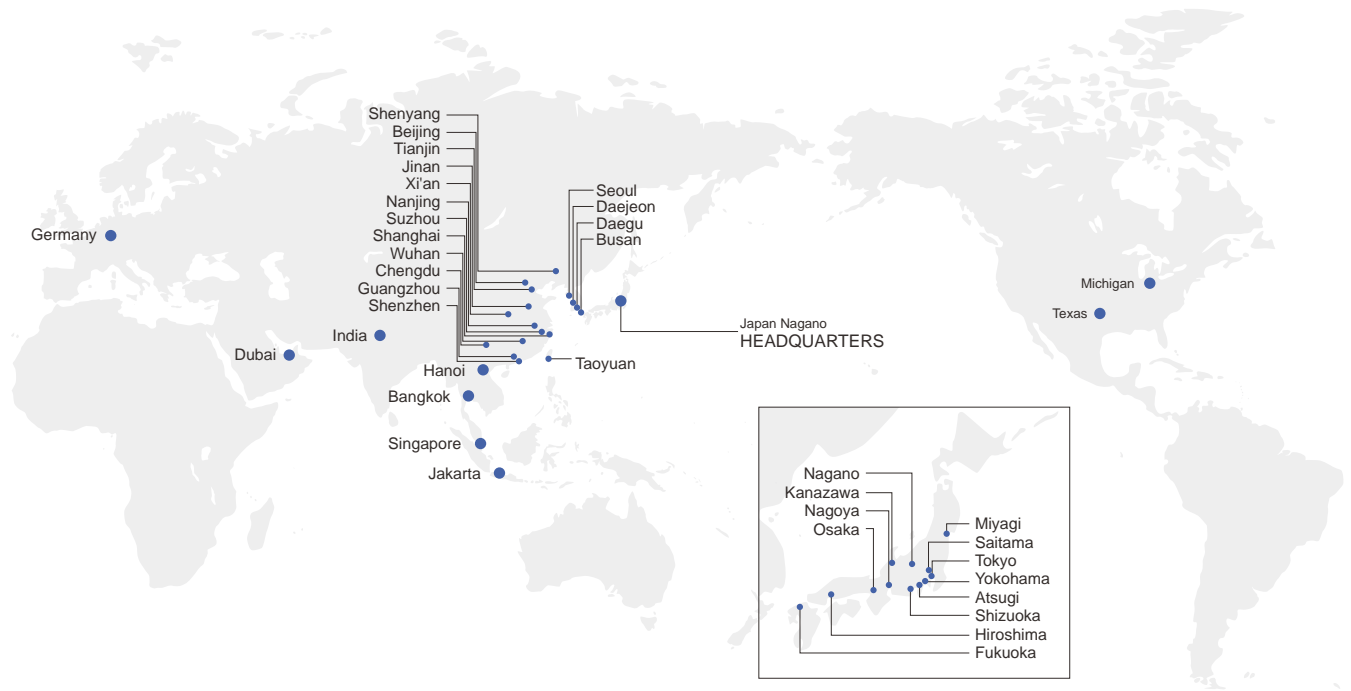 Shenyang
Beijing
Tianjin
Jinan
Xi'an
Nanjing
Suzhou
Shanghai
Wuhan
Chengdu
Guangzhou
Shenzhen
Seoul
Daejeon
Daegu
Busan
Germany
Michigan
Texas
Japan Nagano
HEADQUARTERS
India
Dubai
Taoyuan
Hanoi
Bangkok
Singapore
Jakarta
Nagano
Kanazawa
Nagoya
Osaka
Miyagi
Saitama
Tokyo
Yokohama
Atsugi
Shizuoka
Hiroshima
Fukuoka